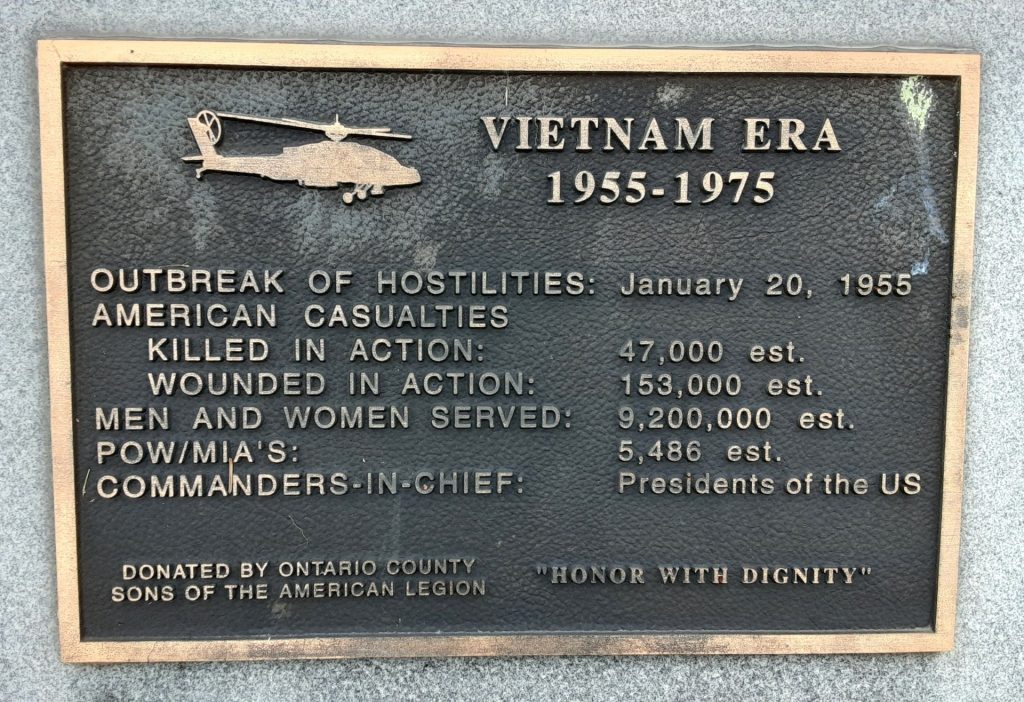 VIETNAM ERA
1955-1975
OUTBREAK OF HOSTILITIES: January 20, 1955
AMERICAN CASUALTIES
KILLED IN ACTION: 47,000 est.
WOUNDED IN ACTION: 153,000 est.
MEN AND WOMEN SERVED: 9,200,000 est.
POW/MIA'S: 5,486 est.
COMMANDERS-IN-CHIEF: Presidents of the US
DONATED BY ONTARIO COUNTY
SONS OF THE AMERICAN LEGION
"HONOR WITH DIGNITY"